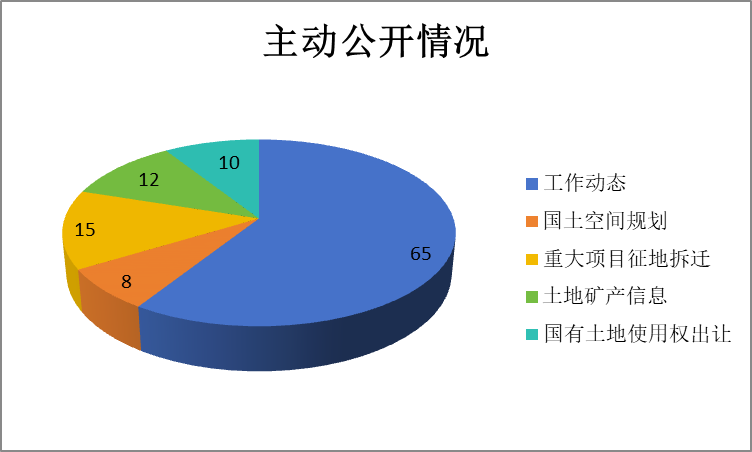 主动公开情况
10
12
15
8
65
工作动态
国土空间规划
重大项目征地拆迁
土地矿产信息
国有土地使用权出让